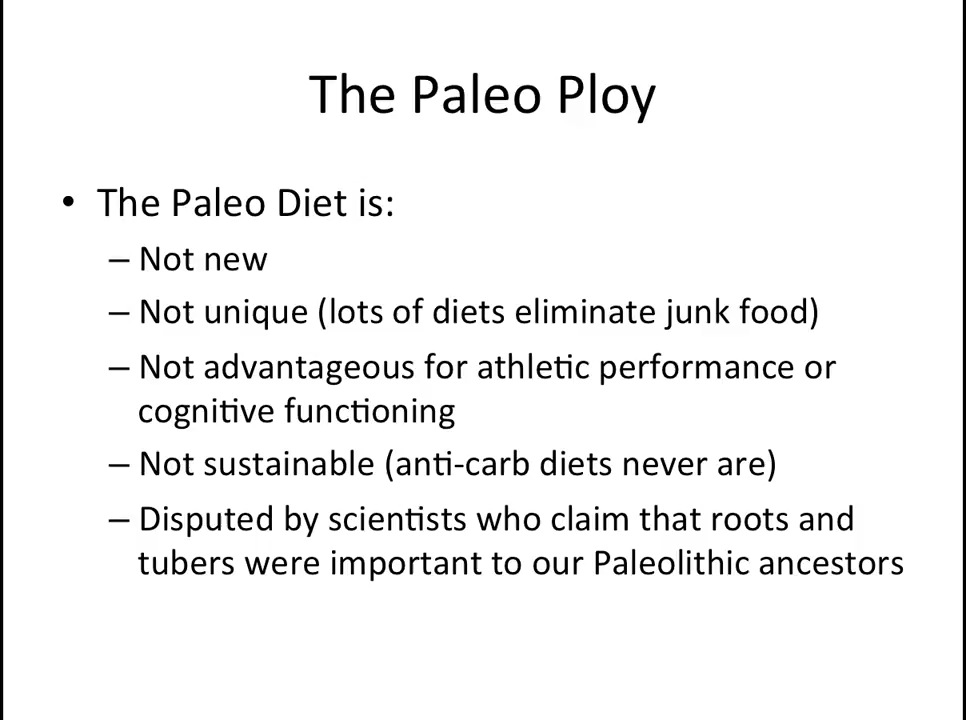 The Paleo Ploy
• The Paleo Diet is:
– Not new
– Not unique (lots of diets eliminate junk food)
– Not advantageous for athletic performance or
cognitive functioning
– Not sustainable (anti-carb diets never are)
– Disputed by scientists who claim that roots and
tubers were important to our Paleolithic ancestors